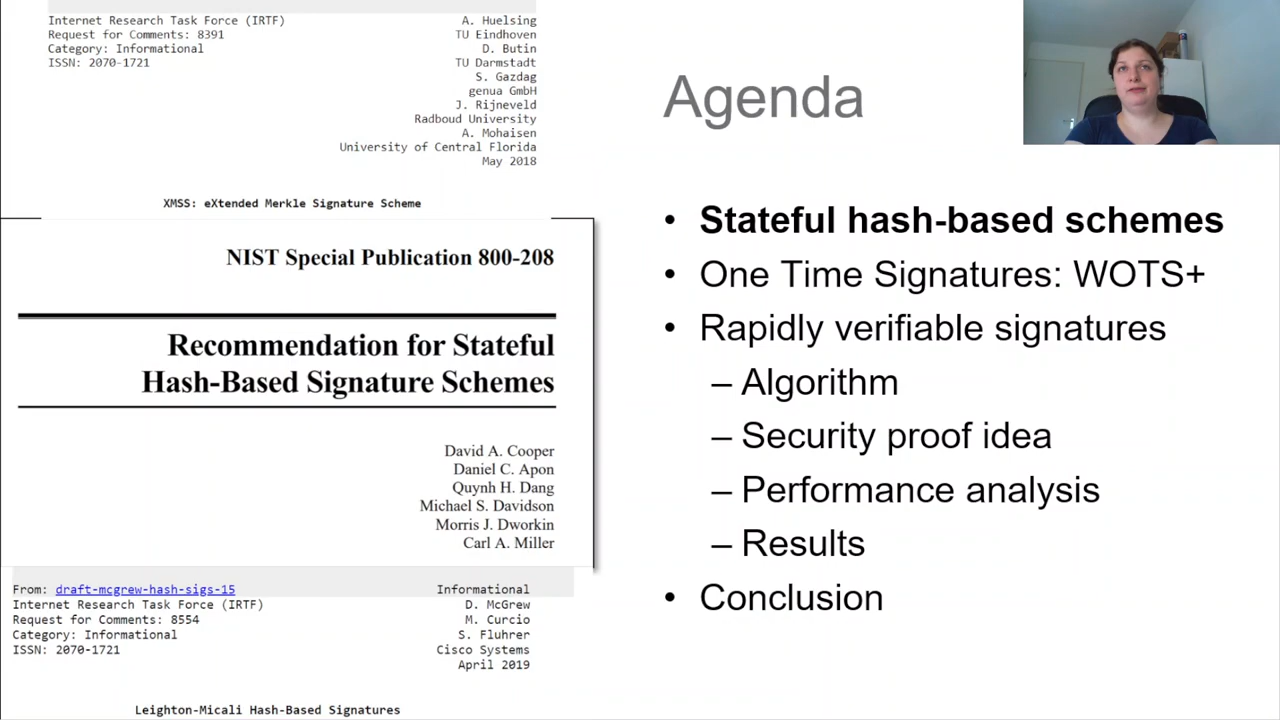 Internet Research Task Force (IRTF) A. Huelsing
Request for Comments: 8391 TU Eindhoven
Category: Informational D. Butin
ISSN: 2070-1721 TU Darmstadt
S. Gazdag
genua GmbH
J. Rijneveld
Radboud University
A. Mohaisen
University of Central Florida
May 2018
XMSS: eXtended Merkle Signature Scheme
NIST Special Publication 800-208
Recommendation for Stateful
Hash-Based Signature Schemes
David A. Cooper
Daniel C. Apon
Quynh H. Dang
Michael S. Davidson
Morris J. Dworkin
Carl A. Miller
From: draft-mcgrew-hash-sigs-15 Informational
Internet Research Task Force (IRTF) D. McGrew
Request for Comments: 8554 M. Curcio
Category: Informational S. Fluhrer
ISSN: 2070-1721 Cisco Systems
April 2019
Leighton-Micali Hash-Based Signatures
Agenda
• Stateful hash-based schemes
• One Time Signatures: WOTS+
• Rapidly verifiable signatures
– Algorithm
– Security proof idea
– Performance analysis
– Results
• Conclusion